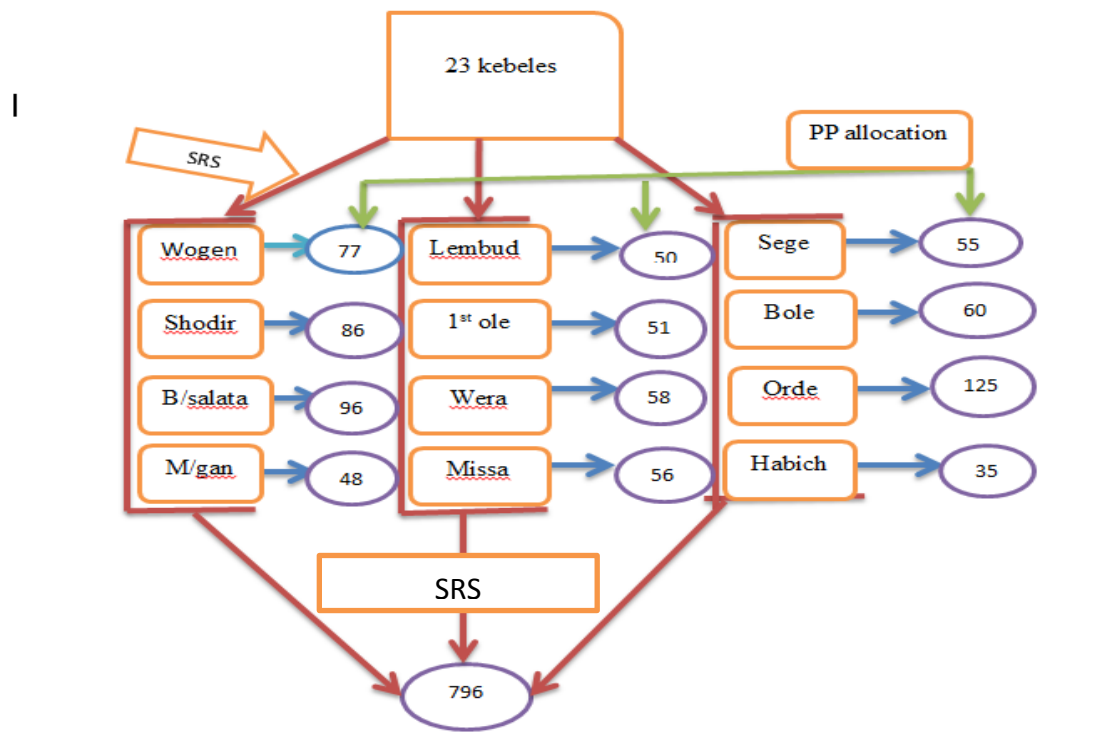 23 kebeles
I
PP allocation
SRS
Wogen
77
Lembud
50
Sege
55
Shodir
86
1st ole
51
Bole
60
B/salata
96
Wera
58
Orde
125
M/gan
48
Missa
56
Habich
35
SRS
796